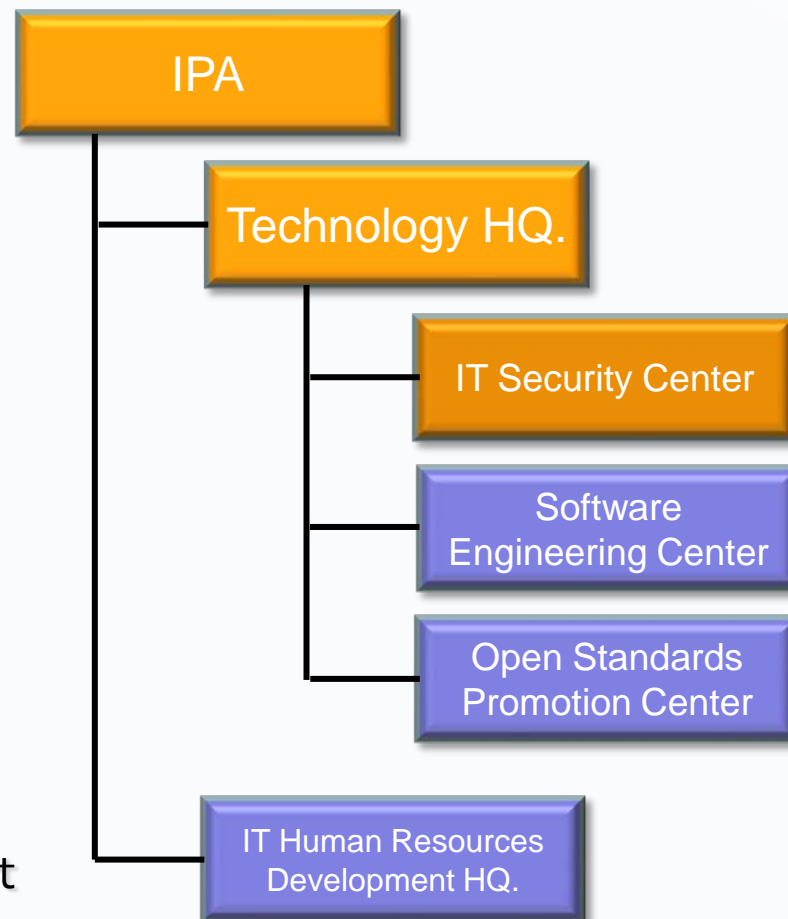 IPA
Technology HQ.
IT Security Center
Software
Engineering Center
Open Standards
Promotion Center
IT Human Resources
Development HQ.